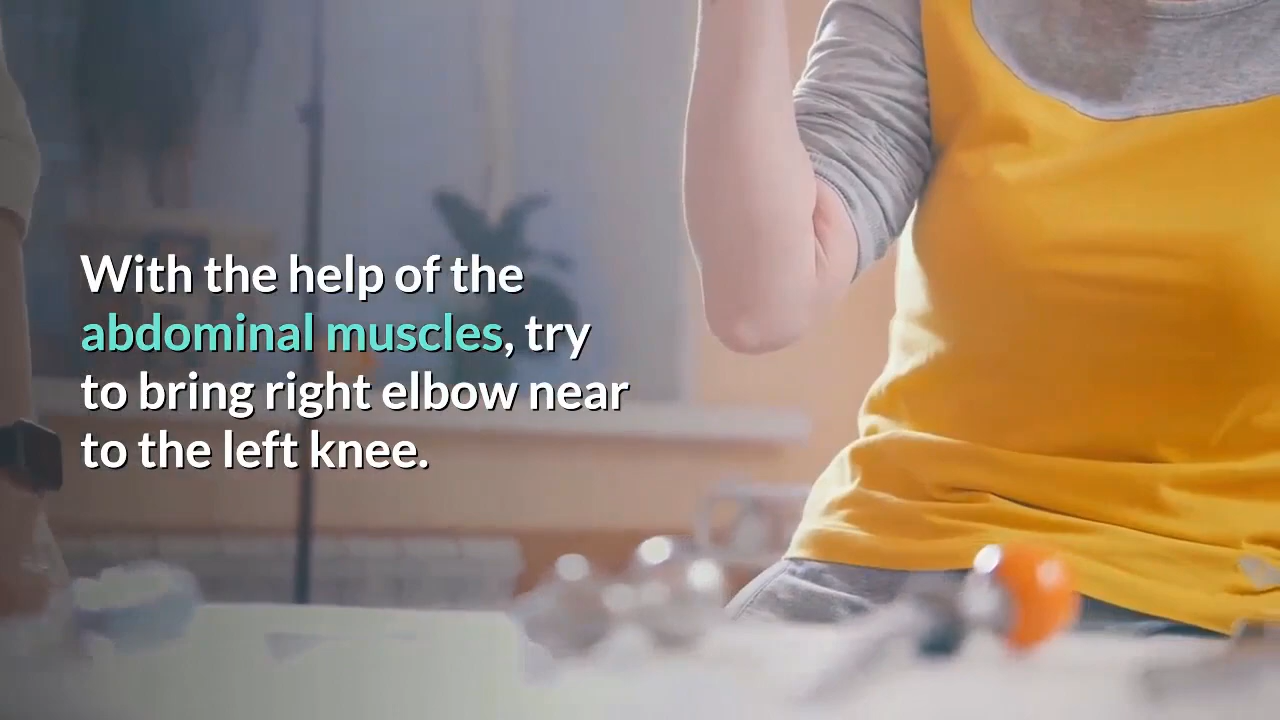 With the help of the
abdominal muscles, try
to bring right elbow near
to the left knee.